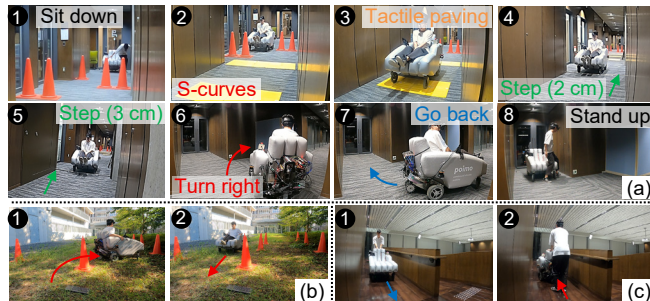 1 Sit down
2
S-curves
3 Tactile paving
4
Step (2 cm)
5 Step (3 cm)
6
Turn right
7 Go back
poimo
8 Stand up
(a)
1
2
(b)
1
2
(c)